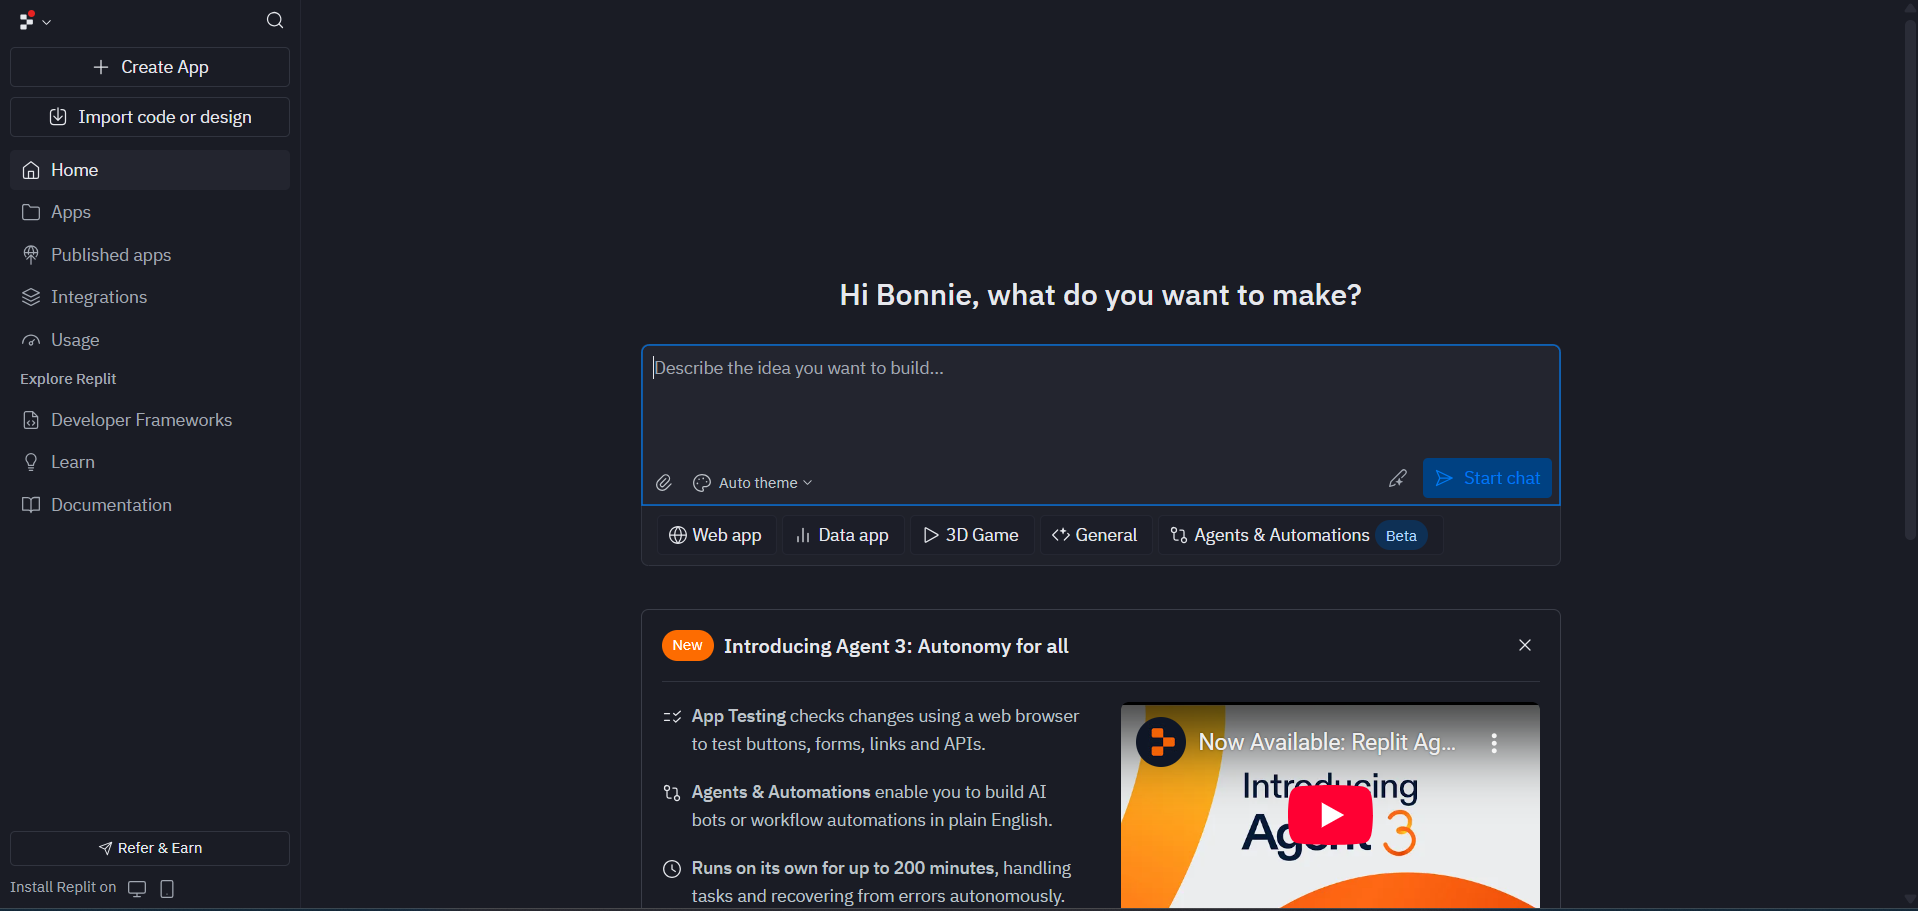 Create App
Import code or design
Home
Apps
Published apps
Integrations
Usage
Explore Replit
Developer Frameworks
Learn
Documentation
Refer & Earn
Install Replit on
Hi Bonnie, what do you want to make?
Describe the idea you want to build...
Auto theme
Start chat
Web app
Data app
3D Game
General
Agents & Automations Beta
New Introducing Agent 3: Autonomy for all
App Testing checks changes using a web browser
to test buttons, forms, links and APIs.
Agents & Automations enable you to build AI
bots or workflow automations in plain English.
Runs on its own for up to 200 minutes, handling
tasks and recovering from errors autonomously.
Now Available: Replit Ag...
Introducing
Agent 3